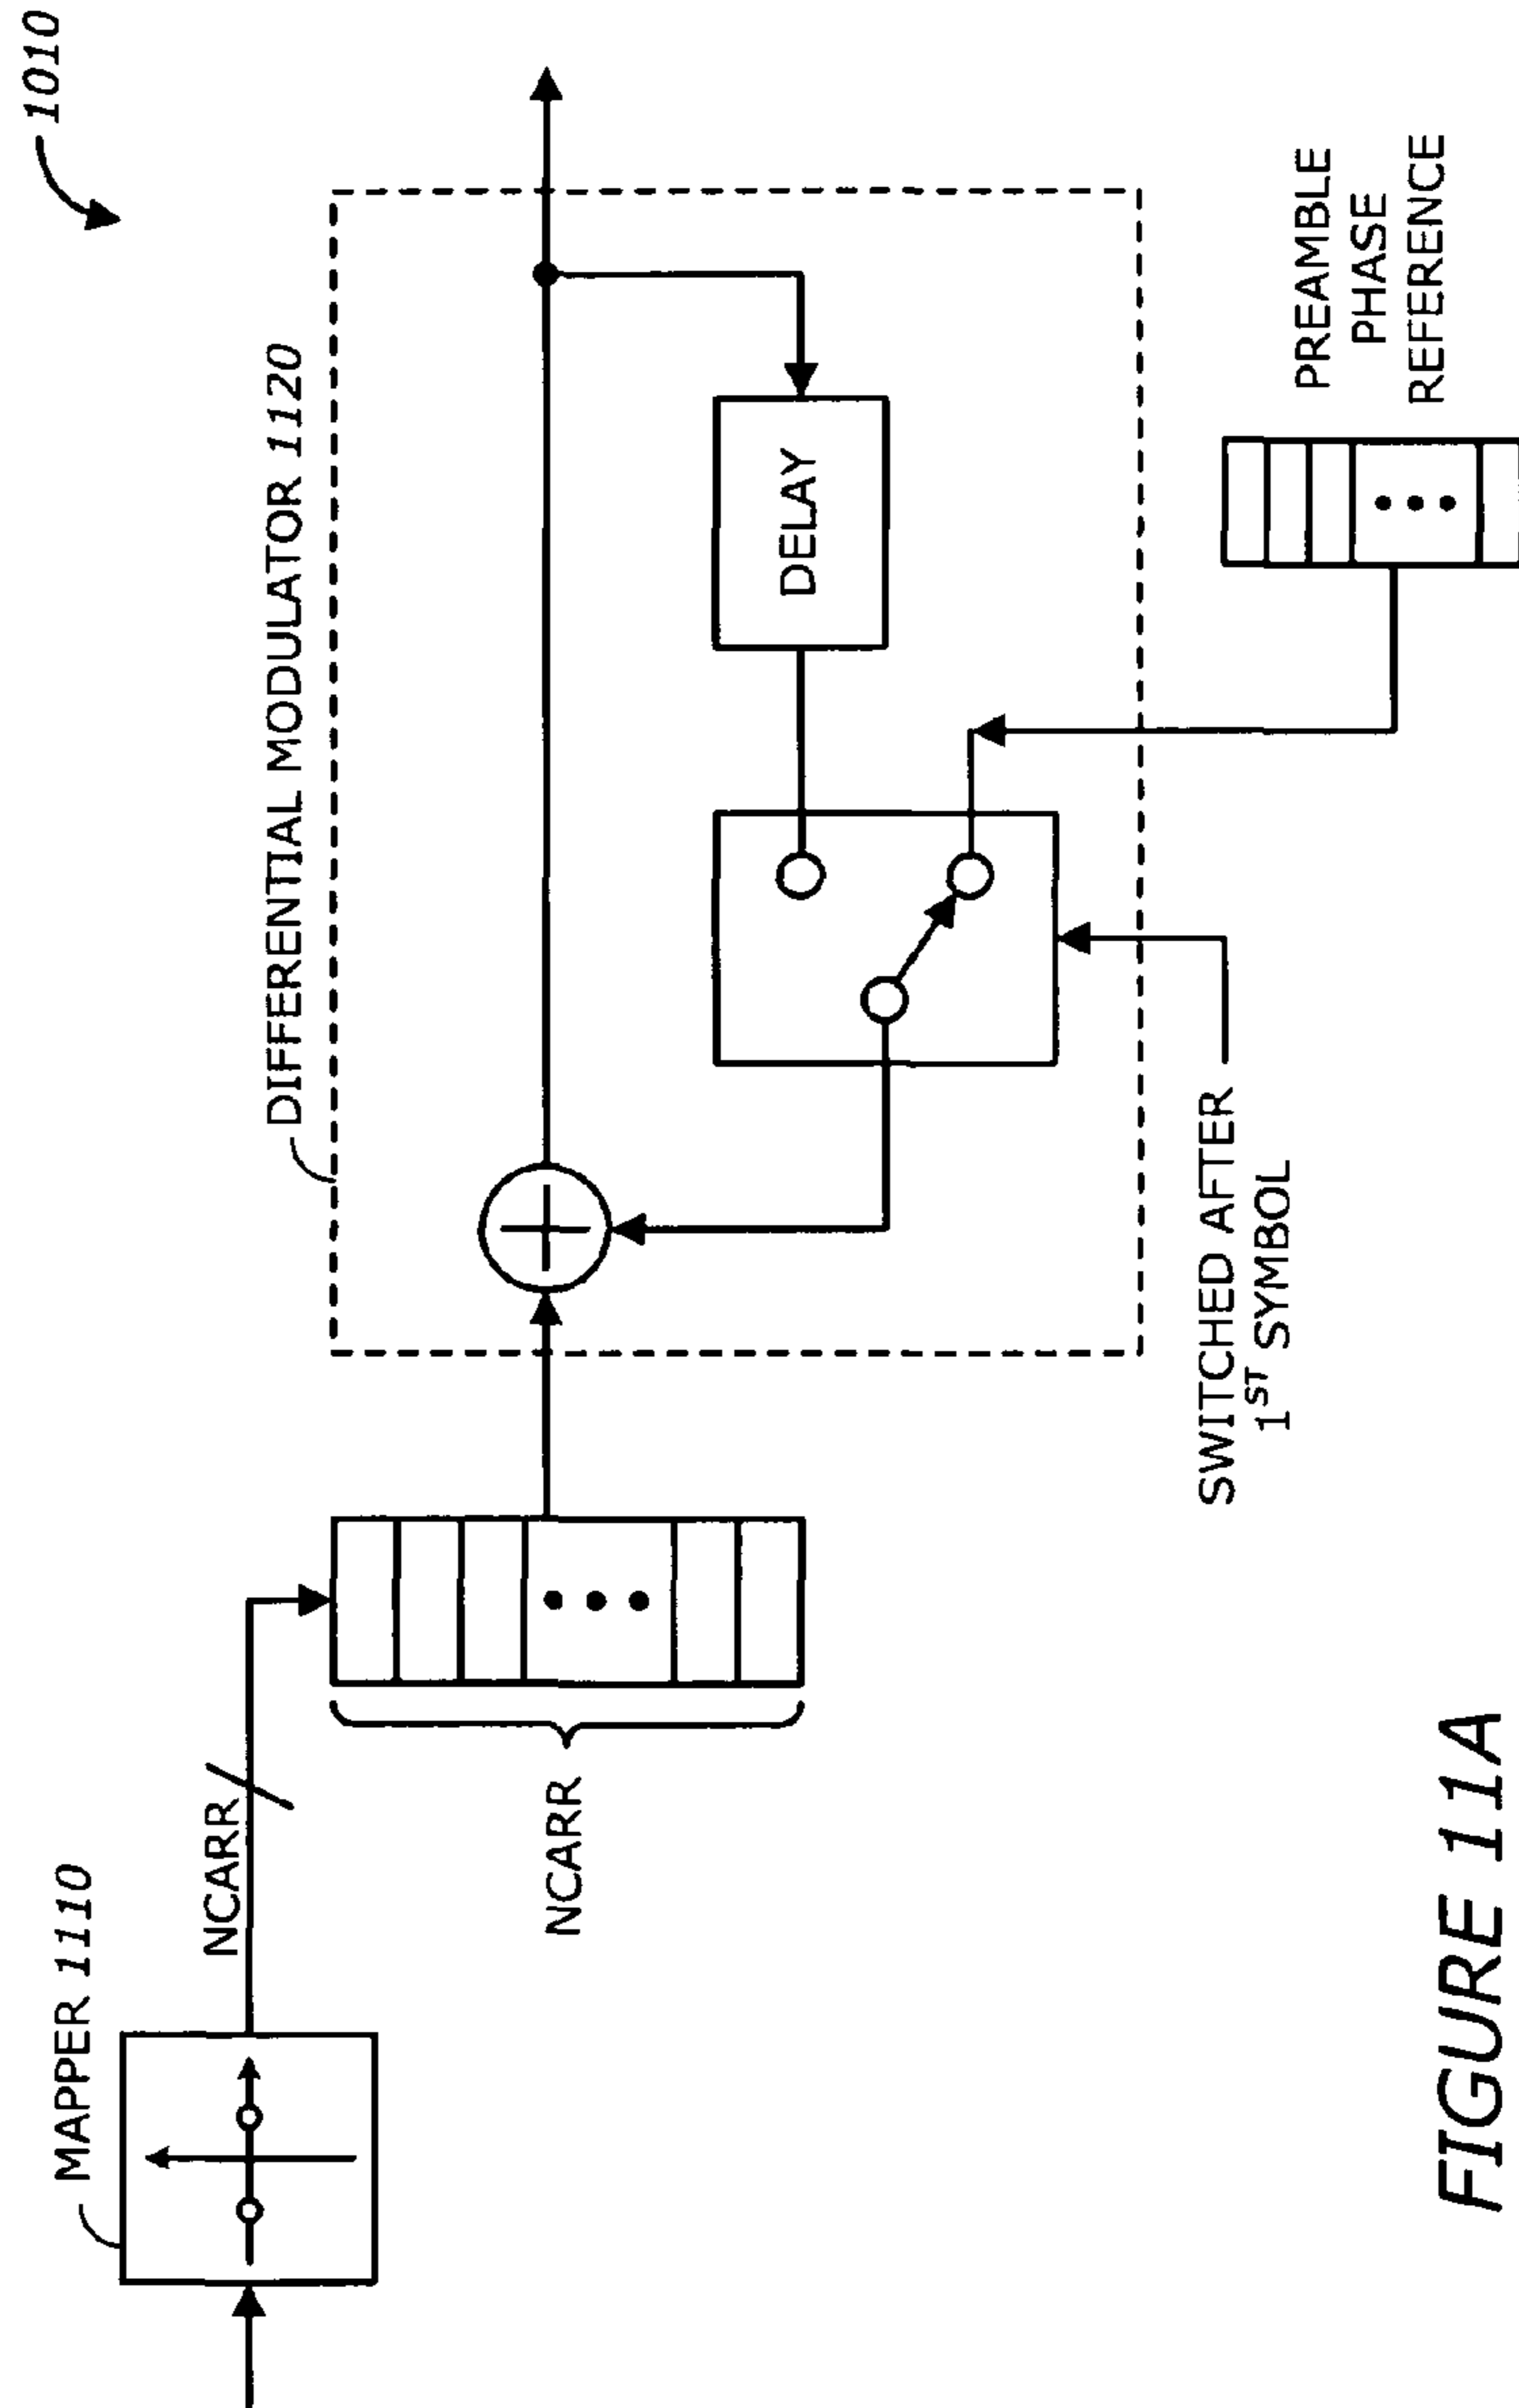 1010
MAPPER 1110
NCARR
NCARR
DIFFERENTIAL MODULATOR 1120
DELAY
SWITCHED AFTER
1ST SYMBOL
PREAMBLE
PHASE
REFERENCE
FIGURE 11A